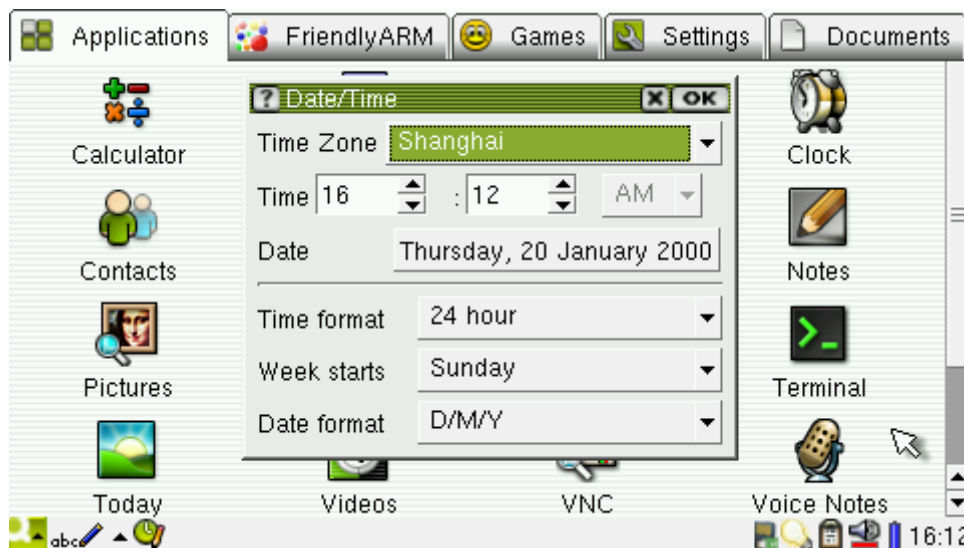 Applications FriendlyARM Games Settings Documents
? Date/Time X OK
Time Zone Shanghai
Time 16 : 12 AM
Date Thursday, 20 January 2000
Time format 24 hour
Week starts Sunday
Date format D/M/Y
Calculator
Clock
Contacts
Notes
Pictures
Terminal
Today
Videos
VNC
Voice Notes
abc
16:12